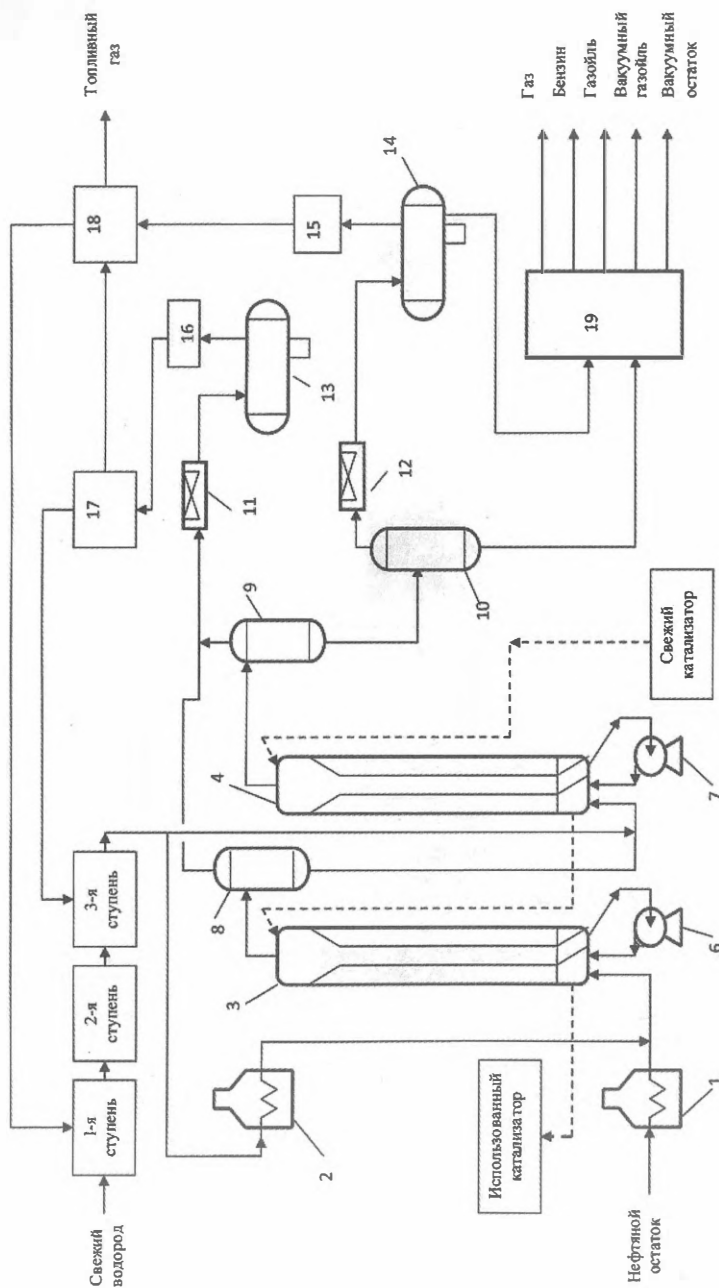 Свежий
водород
1-я
ступень
2-я
ступень
3-я
ступень
17
18
Топливный
газ
16
15
13
14
11
12
9
10
8
4
3
2
7
6
1
19
Газ
Бензин
Газойль
Вакуумный
газойль
Вакуумный
остаток
Свежий
катализатор
Использованный
катализатор
Нефтяной
остаток